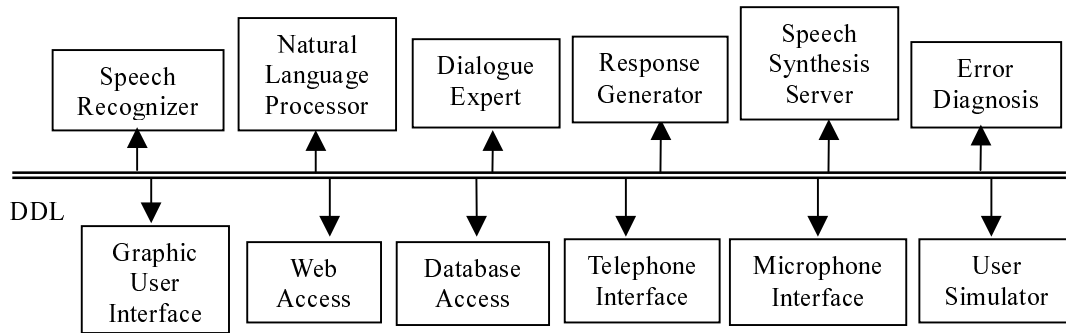 Speech
Recognizer
Natural
Language
Processor
Dialogue
Expert
Response
Generator
Speech
Synthesis
Server
Error
Diagnosis
DDL
Graphic
User
Interface
Web
Access
Database
Access
Telephone
Interface
Microphone
Interface
User
Simulator